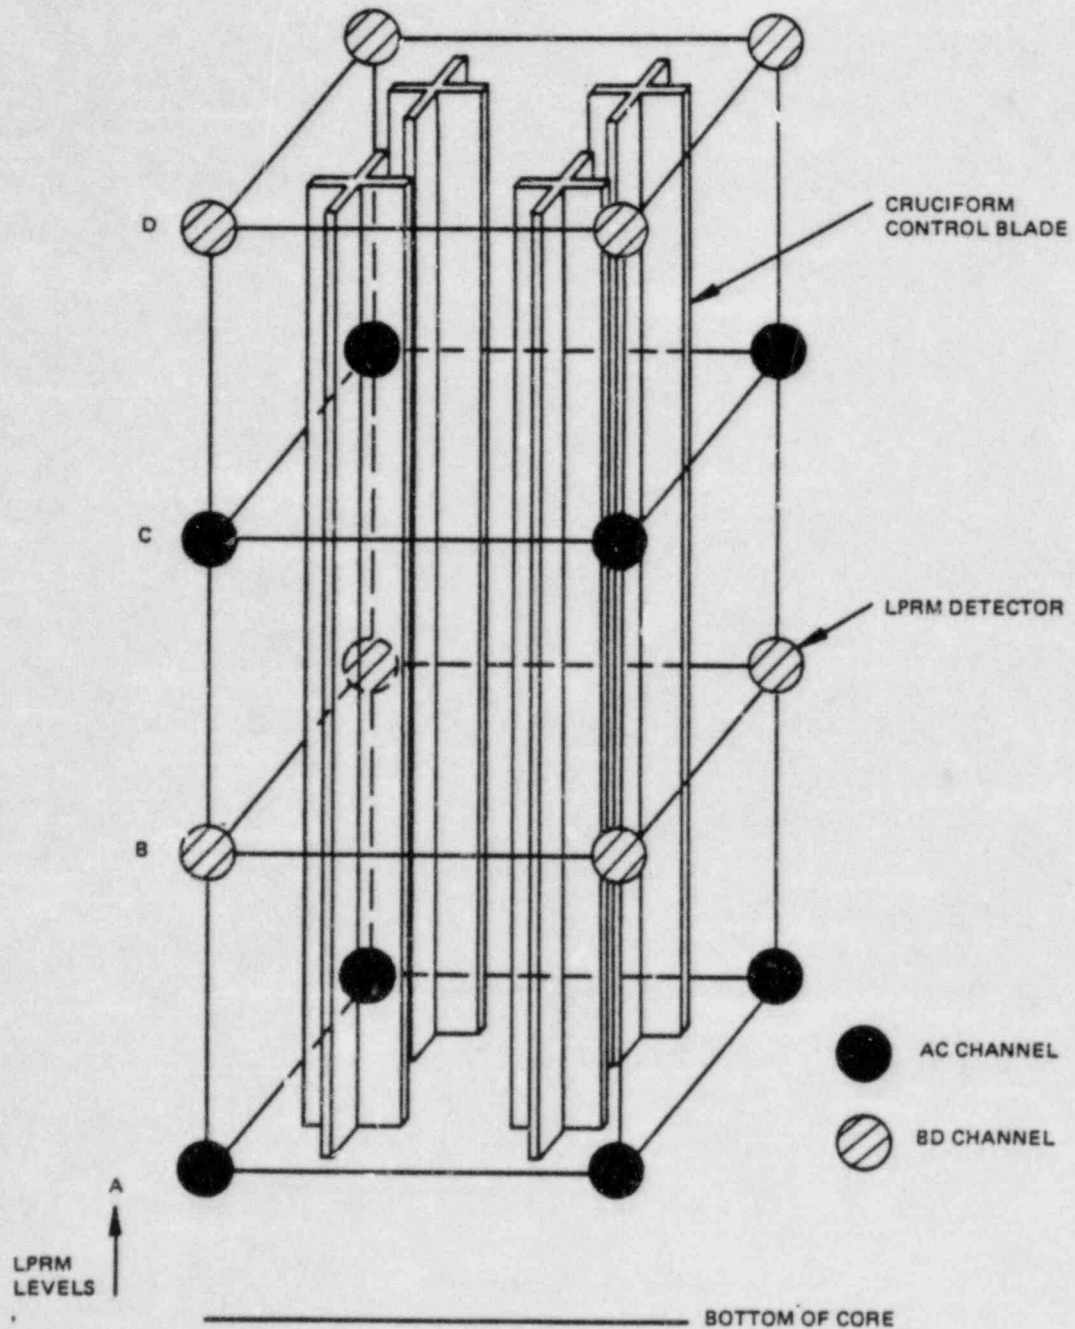 D
CRUCIFORM
CONTROL BLADE
C
LPRM DETECTOR
B
AC CHANNEL
BD CHANNEL
A
LPRM
LEVELS
BOTTOM OF CORE